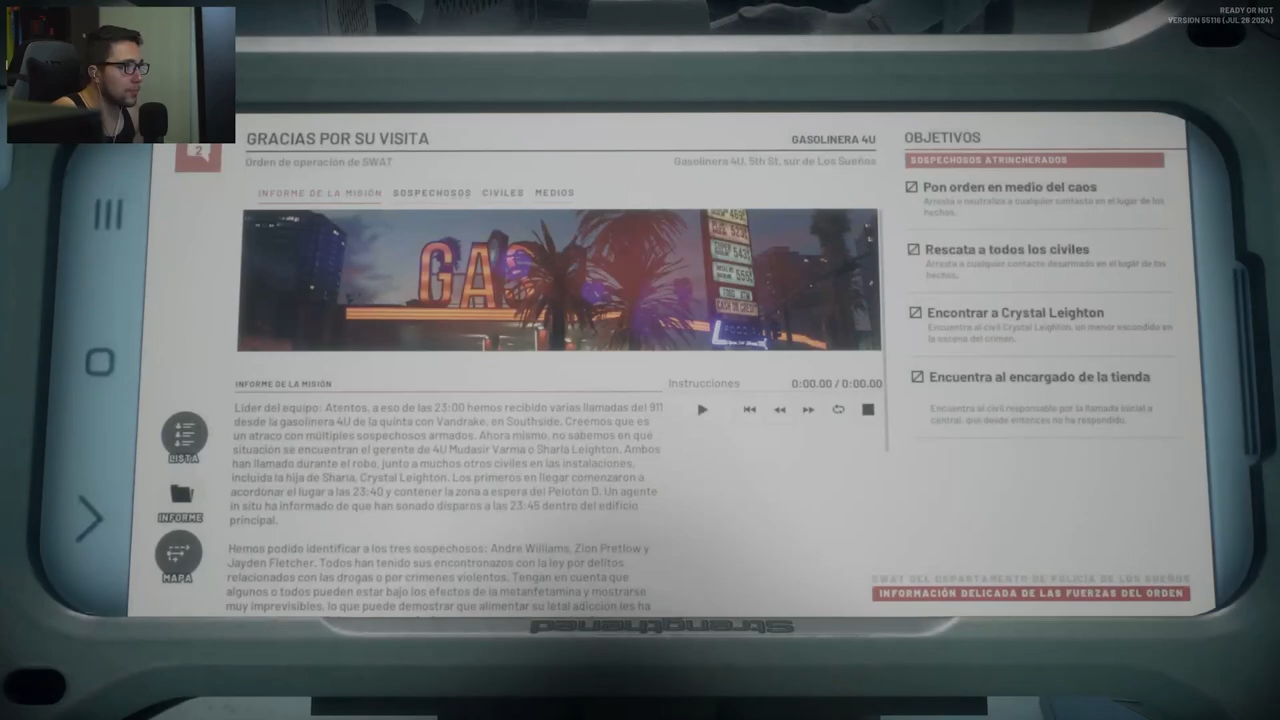 READY OR NOT
VERSION 55116 (JUL 26 2024)
2
GRACIAS POR SU VISITA
GASOLINERA 4U
Orden de operación de SWAT
Gasolinera 4U, 5th St, sur de Los Sueños
INFORME DE LA MISIÓN SOSPECHOSOS CIVILES MEDIOS
GAS
INFORME DE LA MISIÓN
Instrucciones
0:00.00 / 0:00.00
Líder del equipo: Atentos, a eso de las 23:00 hemos recibido varias llamadas del 911
desde la gasolinera 4U de la quinta con Vandrake, en Southside. Creemos que es
un atraco con múltiples sospechosos armados. Ahora mismo, no sabemos en qué
situación se encuentran el gerente de 4U Mudasir Varma o Sharla Leighton. Ambos
han llamado durante el robo, junto a muchos otros civiles en las instalaciones,
incluida la hija de Sharla, Crystal Leighton. Los primeros en llegar comenzaron a
acordonar el lugar a las 23:40 y contener la zona a espera del Pelotón D. Un agente
in situ ha informado de que han sonado disparos a las 23:45 dentro del edificio
principal.
Hemos podido identificar a los tres sospechosos: Andre Williams, Zion Pretlow y
Jayden Fletcher. Todos han tenido sus encontronazos con la ley por delitos
relacionados con las drogas o por crímenes violentos. Tengan en cuenta que
algunos o todos pueden estar bajo los efectos de la metanfetamina y mostrarse
muy imprevisibles, lo que puede demostrar que alimentar su letal adicción les ha
LISTA
INFORME
MAPA
OBJETIVOS
SOSPECHOSOS ATRINCHERADOS
Pon orden en medio del caos
Arresta o neutraliza a cualquier contacto en el lugar de los
hechos.
Rescata a todos los civiles
Arresta a cualquier contacto desarmado en el lugar de los
hechos.
Encontrar a Crystal Leighton
Encuentra al civil Crystal Leighton, un menor escondido en
la escena del crimen.
Encuentra al encargado de la tienda
Encuentra al civil responsable por la llamada inicial a
central, que desde entonces no ha respondido.
SWAT DEL DEPARTAMENTO DE POLICÍA DE LOS SUEÑOS
INFORMACIÓN DELICADA DE LAS FUERZAS DEL ORDEN
Strengthened